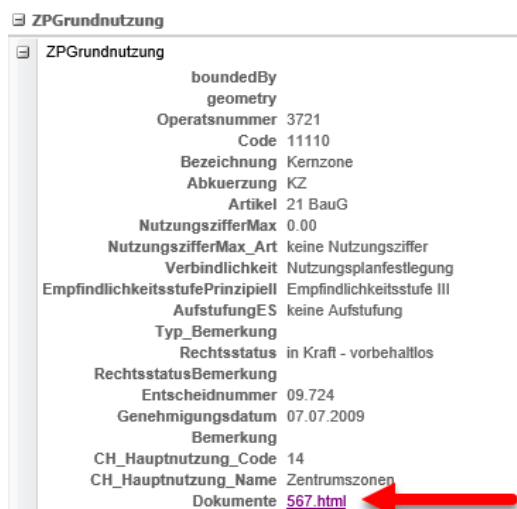 ZPGrundnutzung
ZPGrundnutzung
boundedBy
geometry
Operatsnummer 3721
Code 11110
Bezeichnung Kernzone
Abkuerzung KZ
Artikel 21 BauG
NutzungszifferMax 0.00
NutzungszifferMax_Art keine Nutzungsziffer
Verbindlichkeit Nutzungsplanfestlegung
EmpfindlichkeitsstufePrinzipiell Empfindlichkeitsstufe III
AufstufungES keine Aufstufung
Typ_Bemerkung
Rechtsstatus in Kraft - vorbehaltlos
RechtsstatusBemerkung
Entscheidnummer 09.724
Genehmigungsdatum 07.07.2009
Bemerkung
CH_Hauptnutzung_Code 14
CH_Hauptnutzung_Name Zentrumszonen
Dokumente 567.html